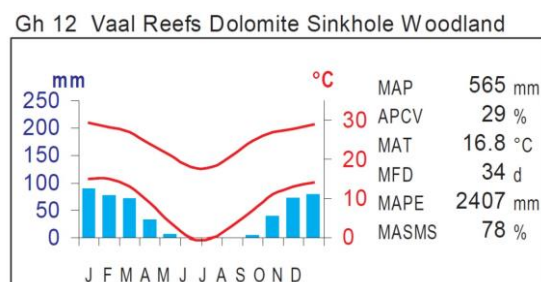 Gh 12 Vaal Reefs Dolomite Sinkhole Woodland
mm °C
250
200
150
100
50
0
30
20
10
0
J F M A M J J A S O N D
MAP 565 mm
APCV 29 %
MAT 16.8 °C
MFD 34 d
MAPE 2407 mm
MASMS 78 %